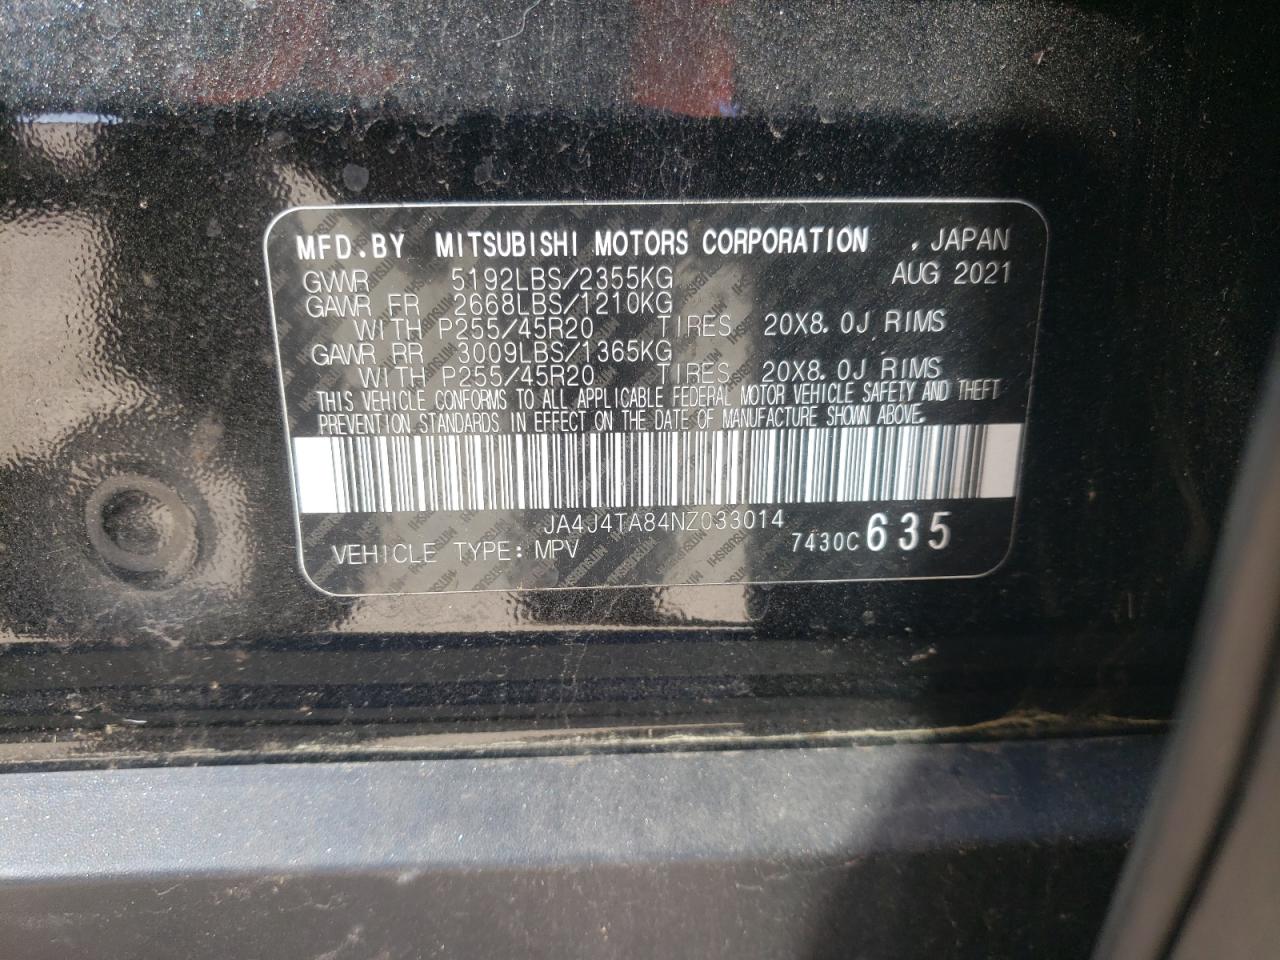 MFD.BY MITSUBISHI MOTORS CORPORATION , JAPAN
GVWR 5192LBS/2355KG AUG 2021
GAWR FR 2668LBS/1210KG
WITH P255/45R20 TIRES 20X8.0J RIMS
GAWR RR 3009LBS/1365KG
WITH P255/45R20 TIRES 20X8.0J RIMS
THIS VEHICLE CONFORMS TO ALL APPLICABLE FEDERAL MOTOR VEHICLE SAFETY AND THEFT
PREVENTION STANDARDS IN EFFECT ON THE DATE OF MANUFACTURE SHOWN ABOVE.
JA4J4TA84NZ033014
VEHICLE TYPE: MPV 7430C 635